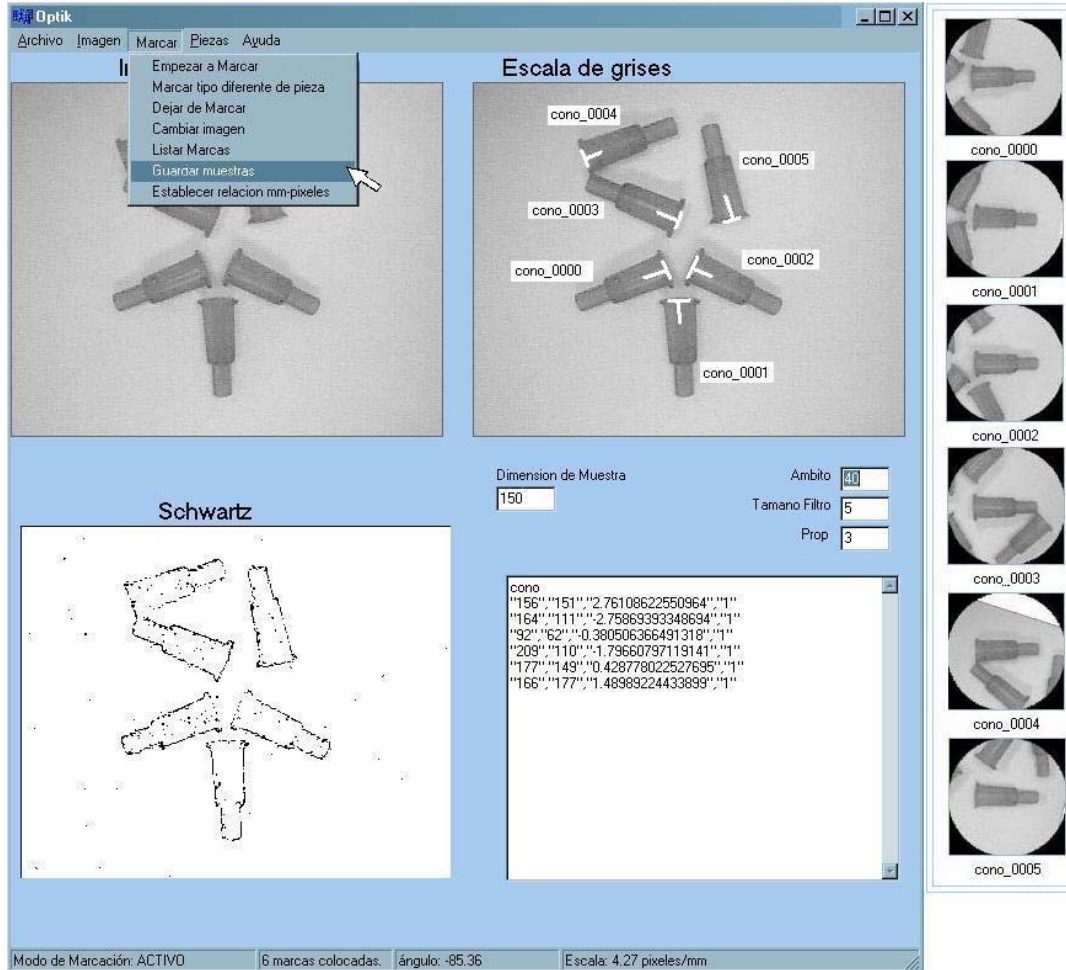 Optik
Archivo Imagen Marcar Piezas Ayuda
Empezar a Marcar
Marcar tipo diferente de pieza
Dejar de Marcar
Cambiar imagen
Listar Marcas
Guardar muestras
Establecer relacion mm-pixeles
Escala de grises
cono_0004
cono_0005
cono_0003
cono_0002
cono_0000
cono_0001
Schwartz
Dimension de Muestra
150
Ambito 40
Tamano Filtro 5
Prop 3
cono
"156","151","2.76108622550964","1"
"164","111","-2.75869393348694","1"
"92","62","-0.380506366491318","1"
"209","110","-1.79660797119141","1"
"177","149","0.428778022527695","1"
"166","177","1.48989224433899","1"
Modo de Marcación: ACTIVO 6 marcas colocadas. ángulo: -85.36 Escala: 4.27 pixeles/mm
cono_0000
cono_0001
cono_0002
cono_0003
cono_0004
cono_0005